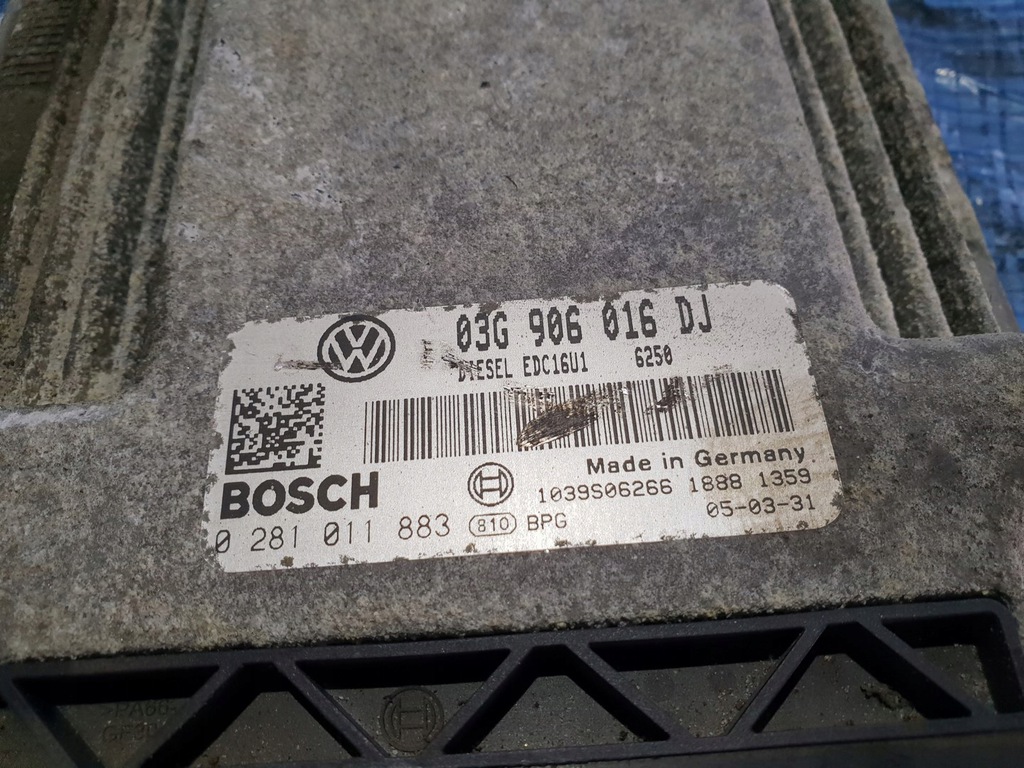 03G 906 016 DJ
DIESEL EDC16U1 6250
BOSCH
Made in Germany
1039S06266 1888 1359
0 281 011 883 810 BPG
05-03-31